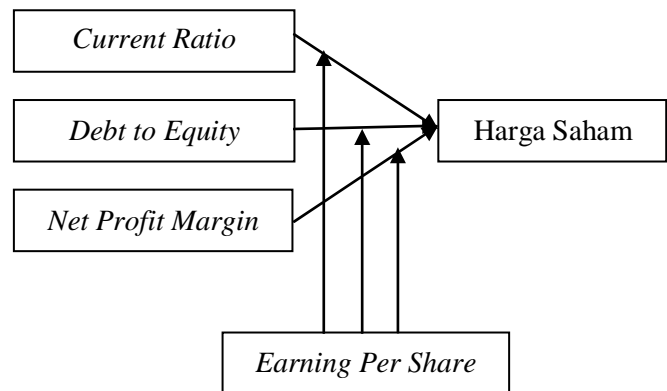 Current Ratio
Debt to Equity
Harga Saham
Net Profit Margin
Earning Per Share